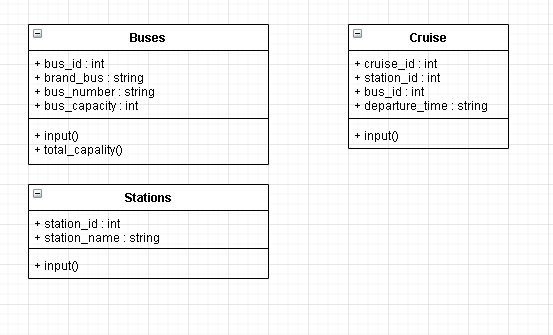 Buses
+ bus_id : int
+ brand_bus : string
+ bus_number : string
+ bus_capacity : int
+ input()
+ total_capality()
Cruise
+ cruise_id : int
+ station_id : int
+ bus_id : int
+ departure_time : string
+ input()
Stations
+ station_id : int
+ station_name : string
+ input()